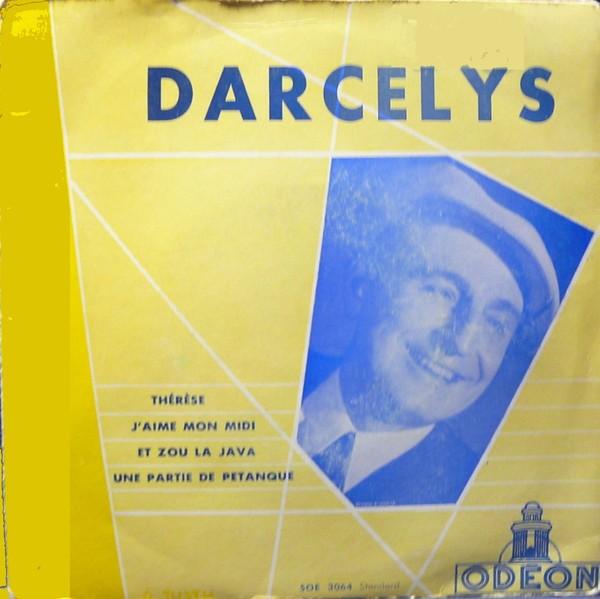 DARCELYS
THÉRÈSE
J'AIME MON MIDI
ET ZOU LA JAVA
UNE PARTIE DE PETANQUE
SOE 3064 Standard
ODEON